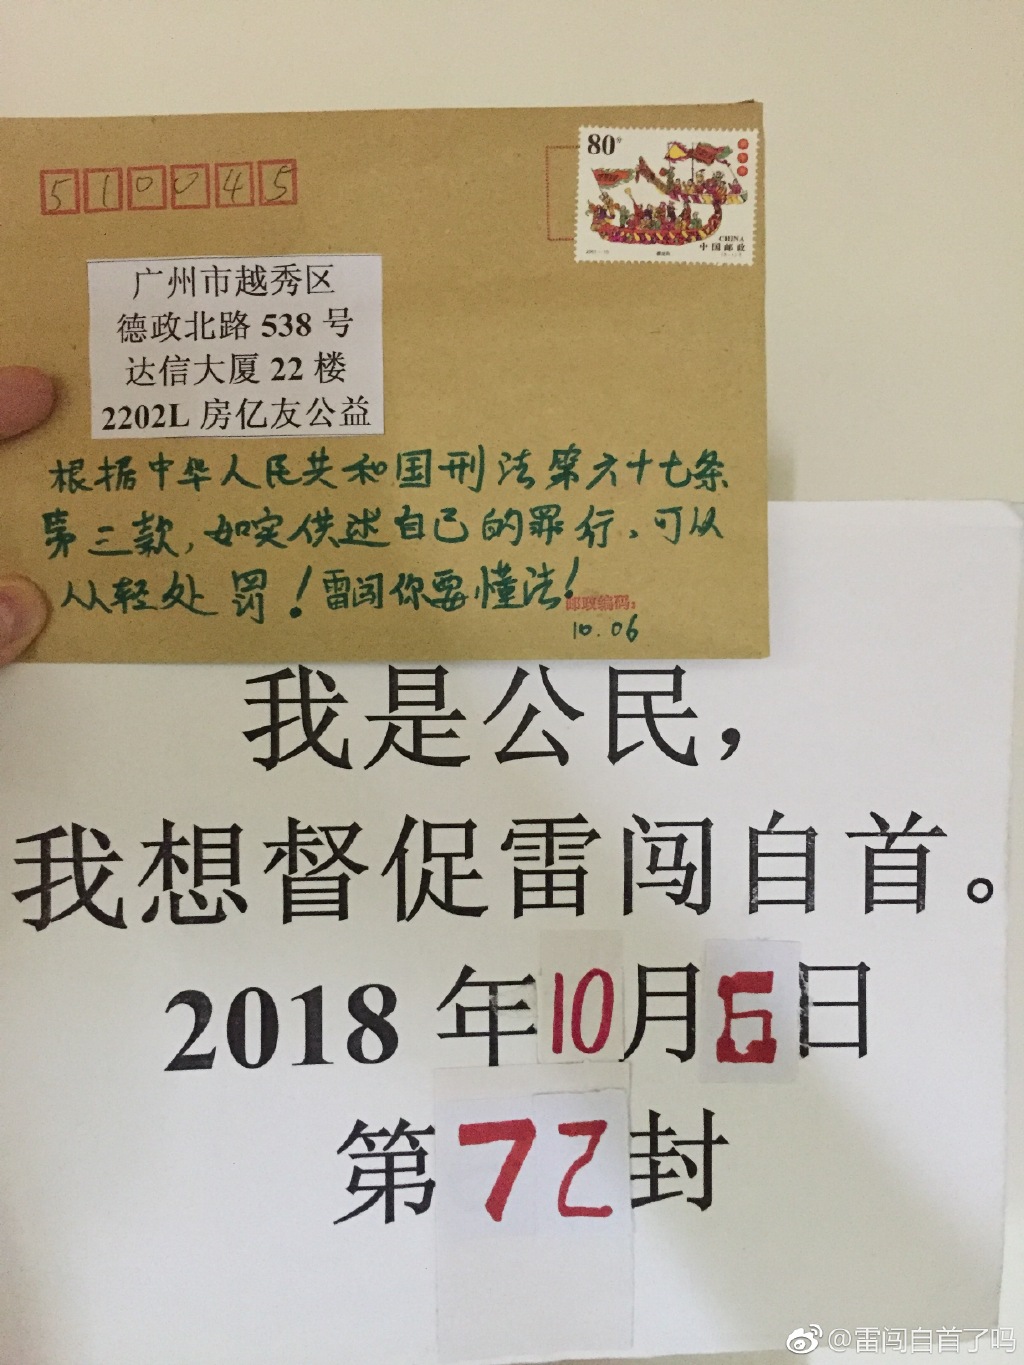 510045
80分
CHINA
中国邮政
广州市越秀区
德政北路 538 号
达信大厦 22 楼
2202L 房亿友公益
根据中华人民共和国刑法第六十七条
第三款,如实供述自己的罪行,可以
从轻处罚!雷闯你要懂法!
邮政编码:
10.06
我是公民,
我想督促雷闯自首。
2018 年10月6日
第72封
@雷闯自首了吗